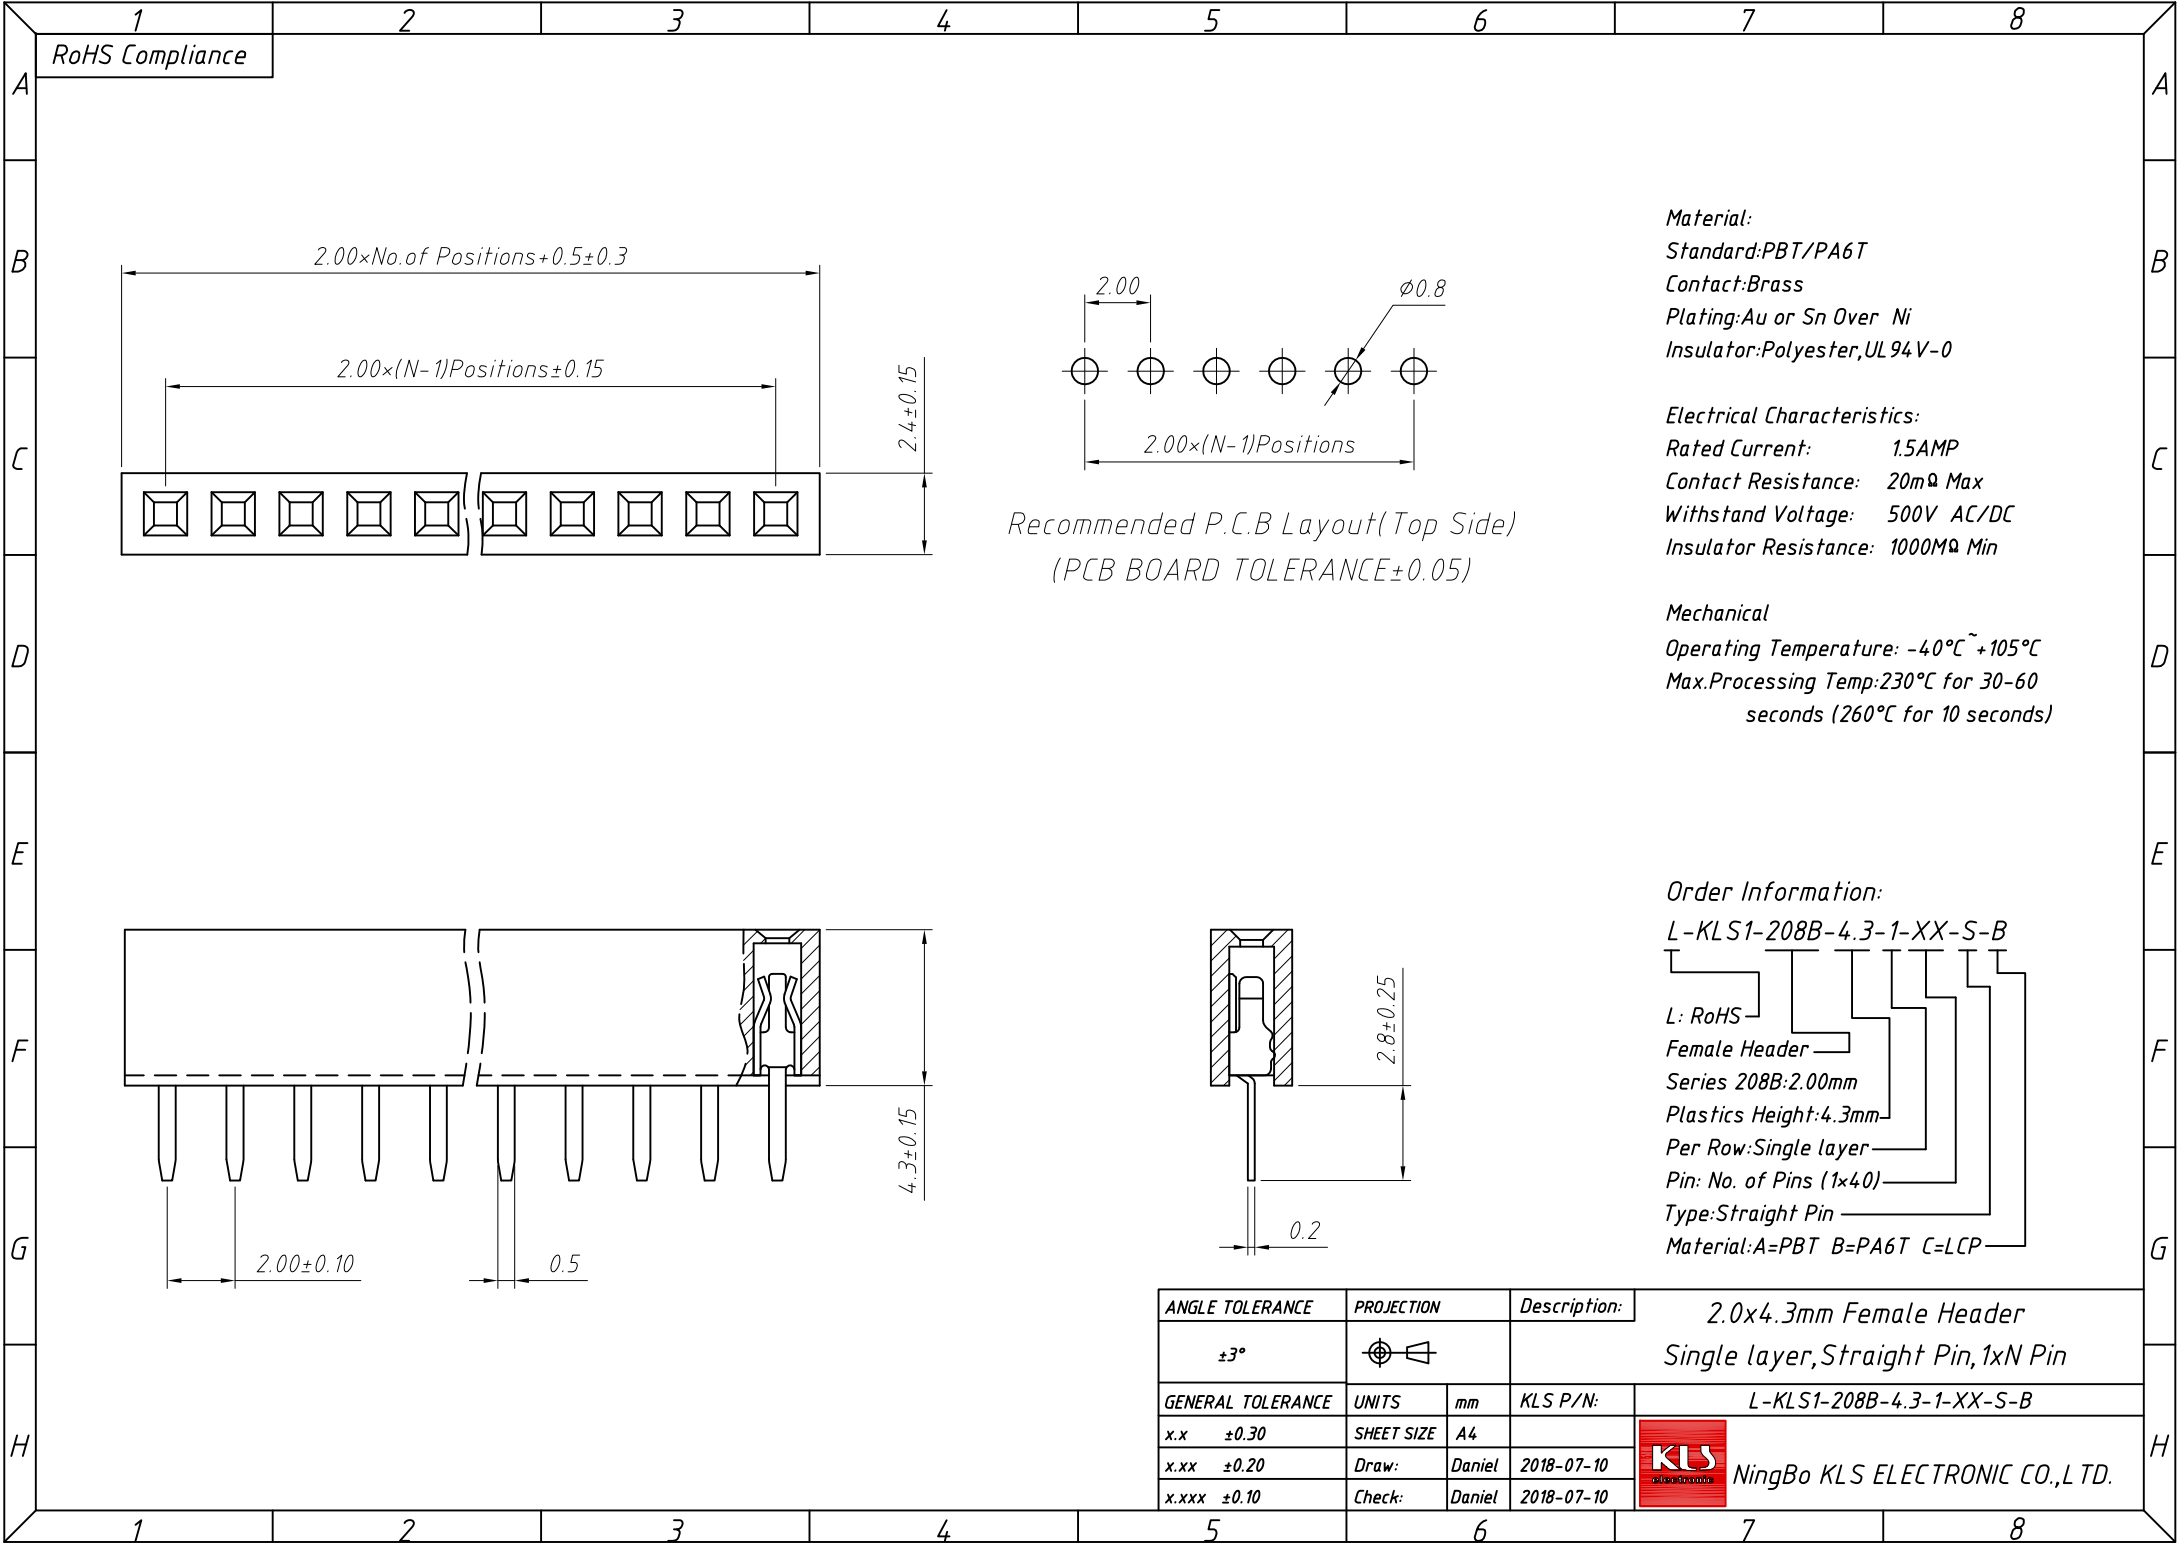 1 2 3 4 5 6 7 8
RoHS Compliance
A A
B B
C C
D D
E E
F F
G G
H H
2.00×No.of Positions+0.5±0.3
2.00×(N-1)Positions±0.15
2.4±0.15
2.00
Ø0.8
2.00×(N-1)Positions
Recommended P.C.B Layout(Top Side)
(PCB BOARD TOLERANCE±0.05)
Material:
Standard:PBT/PA6T
Contact:Brass
Plating:Au or Sn Over Ni
Insulator:Polyester,UL94V-0
Electrical Characteristics:
Rated Current: 1.5AMP
Contact Resistance: 20mΩ Max
Withstand Voltage: 500V AC/DC
Insulator Resistance: 1000MΩ Min
Mechanical
Operating Temperature: -40°C ~ +105°C
Max.Processing Temp:230°C for 30-60
seconds (260°C for 10 seconds)
4.3±0.15
2.00±0.10
0.5
2.8±0.25
0.2
Order Information:
L-KLS1-208B-4.3-1-XX-S-B
L: RoHS
Female Header
Series 208B:2.00mm
Plastics Height:4.3mm
Per Row:Single layer
Pin: No. of Pins (1×40)
Type:Straight Pin
Material:A=PBT B=PA6T C=LCP
ANGLE TOLERANCE PROJECTION Description: 2.0x4.3mm Female Header
±3° Single layer,Straight Pin,1xN Pin
GENERAL TOLERANCE UNITS mm KLS P/N: L-KLS1-208B-4.3-1-XX-S-B
x.x ±0.30 SHEET SIZE A4
x.xx ±0.20 Draw: Daniel 2018-07-10
x.xxx ±0.10 Check: Daniel 2018-07-10
KLS
electronic
NingBo KLS ELECTRONIC CO.,LTD.
1 2 3 4 5 6 7 8